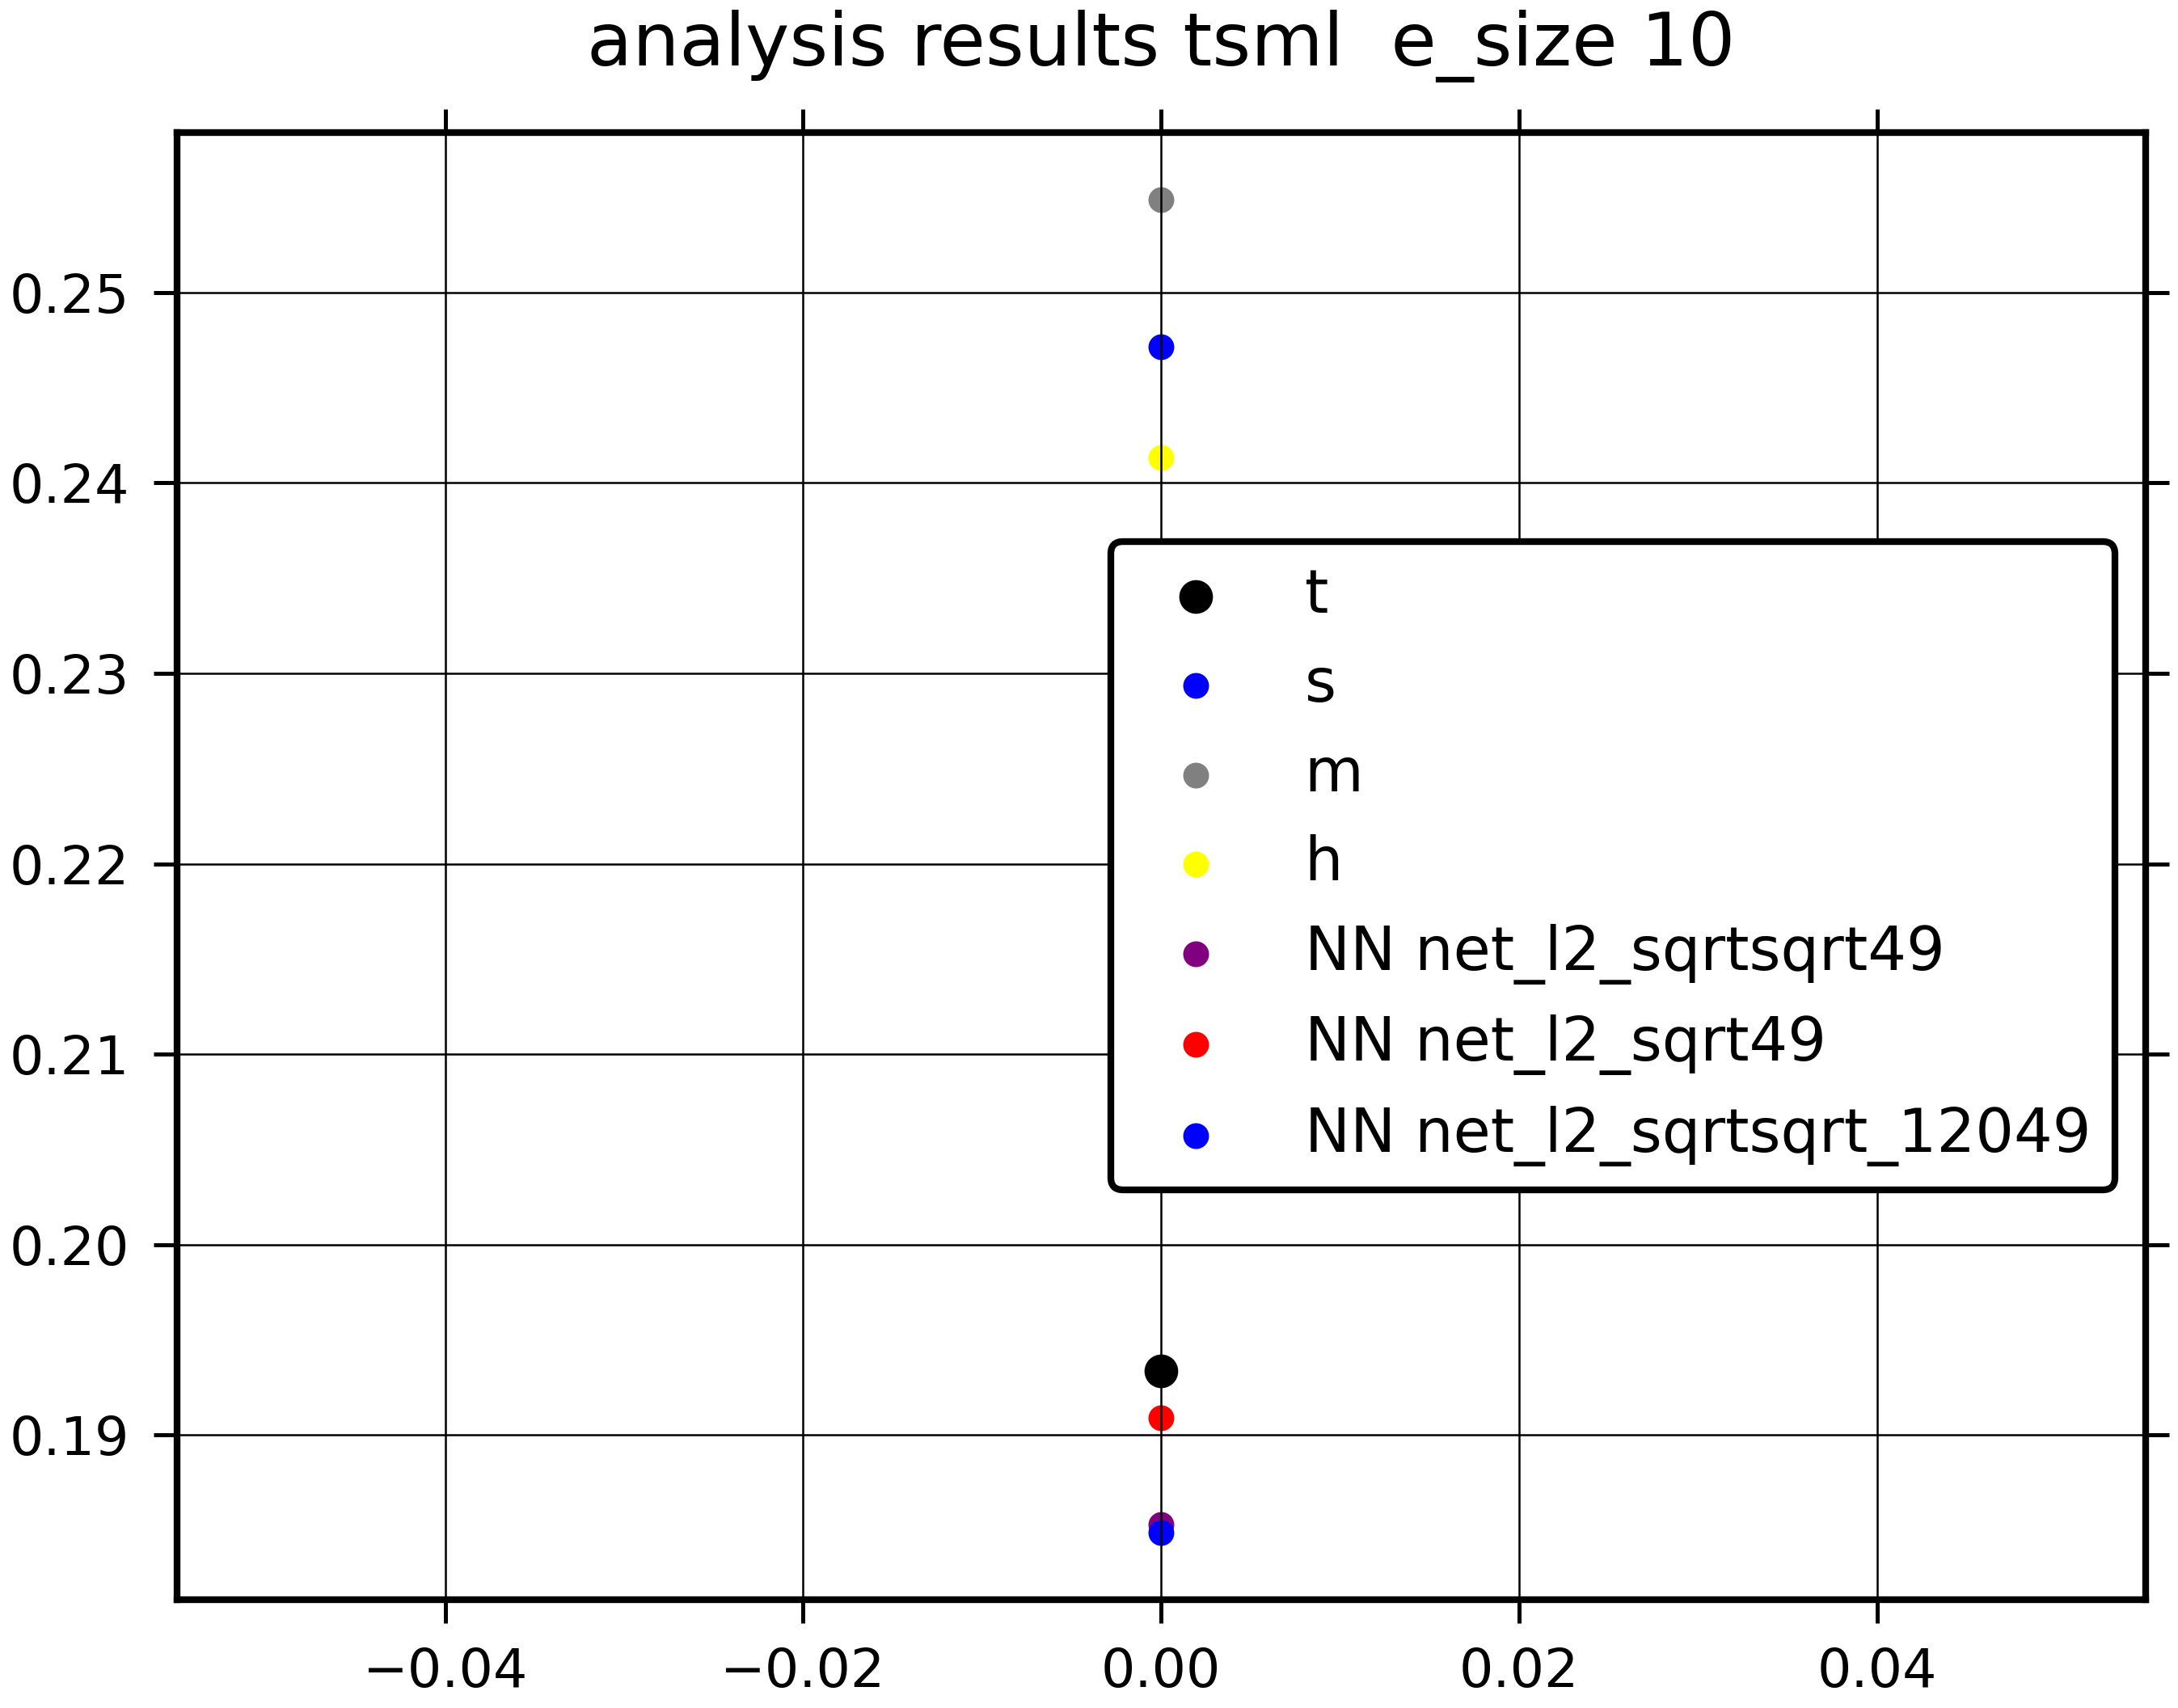 analysis results tsml  e_size 10
0.25
0.24
0.23
0.22
0.21
0.20
0.19
t
s
m
h
NN net_l2_sqrtsqrt49
NN net_l2_sqrt49
NN net_l2_sqrtsqrt_12049
−0.04 −0.02 0.00 0.02 0.04